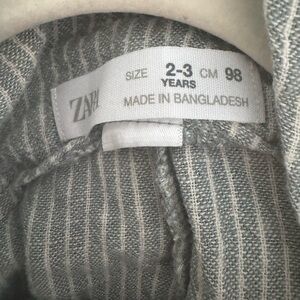 ZARA
SIZE 2-3 CM 98
YEARS
MADE IN BANGLADESH